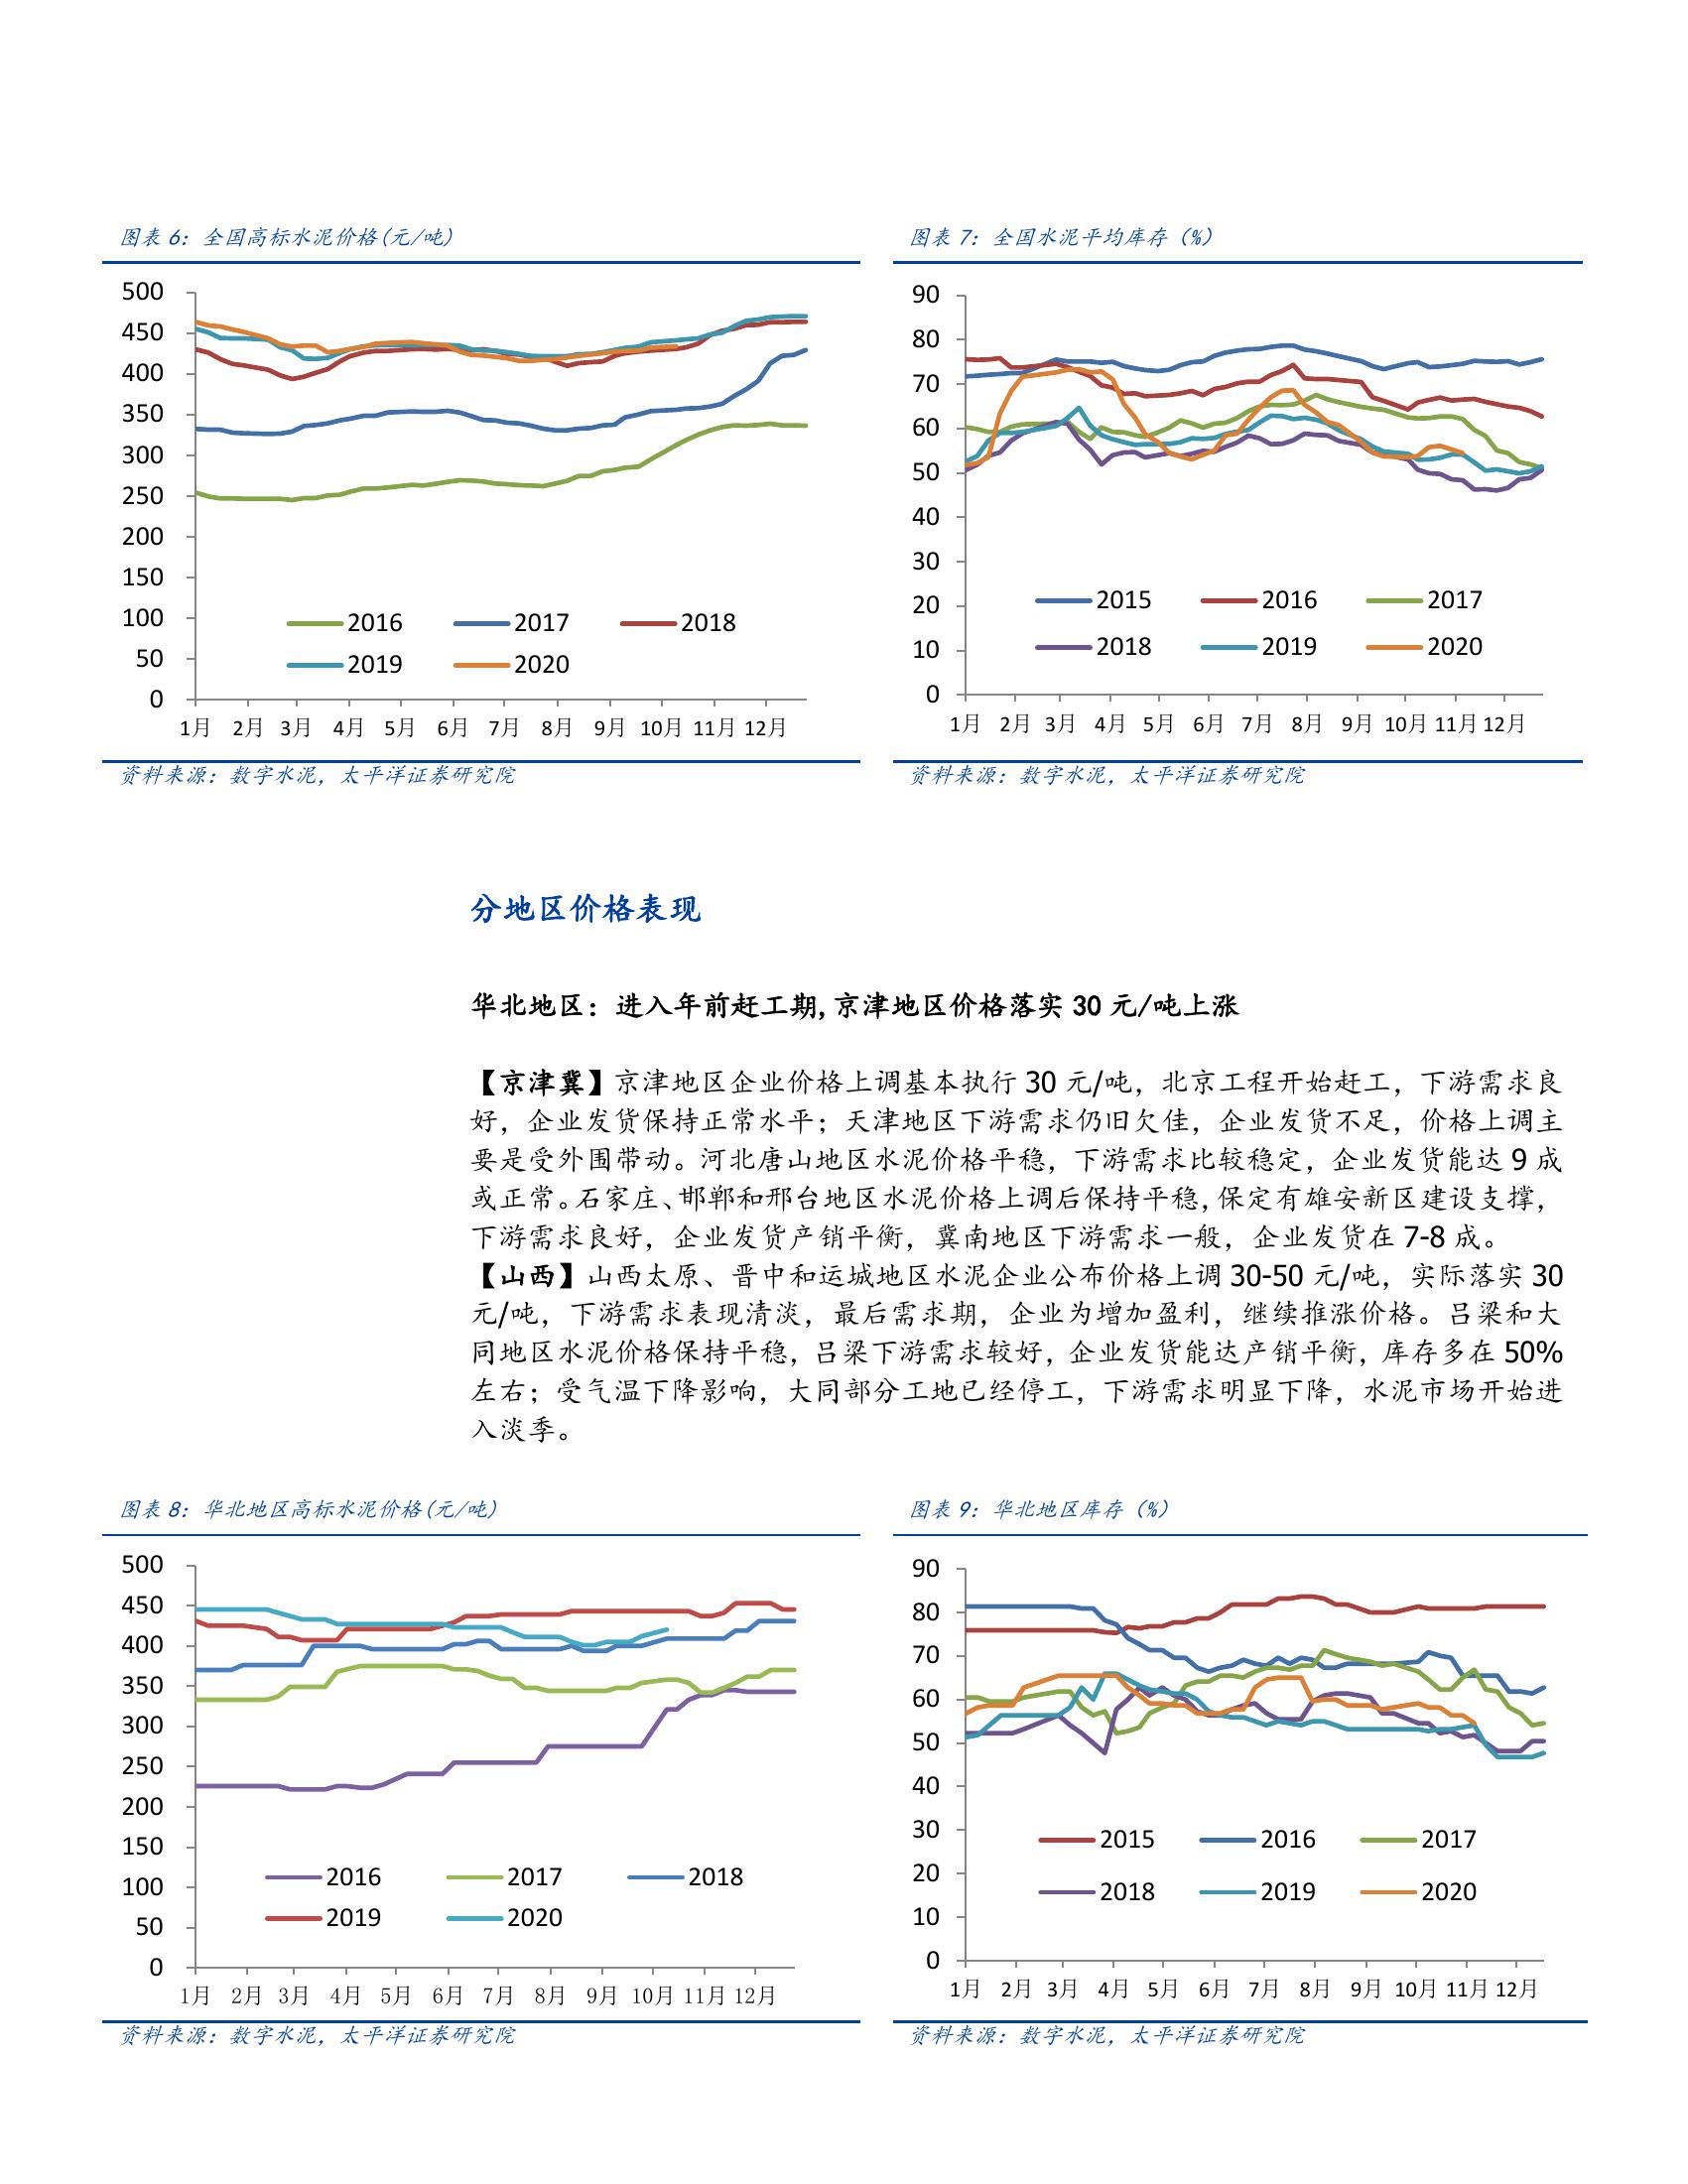 图表 6：全国高标水泥价格(元/吨)
500
450
400
350
300
250
200
150
100
50
0
2016 2017 2018
2019 2020
1月 2月 3月 4月 5月 6月 7月 8月 9月 10月 11月 12月
资料来源：数字水泥，太平洋证券研究院
图表 7：全国水泥平均库存（%）
90
80
70
60
50
40
30
20
10
0
2015 2016 2017
2018 2019 2020
1月 2月 3月 4月 5月 6月 7月 8月 9月 10月 11月 12月
资料来源：数字水泥，太平洋证券研究院
分地区价格表现
华北地区：进入年前赶工期,京津地区价格落实 30 元/吨上涨
【京津冀】京津地区企业价格上调基本执行 30 元/吨，北京工程开始赶工，下游需求良
好，企业发货保持正常水平；天津地区下游需求仍旧欠佳，企业发货不足，价格上调主
要是受外围带动。河北唐山地区水泥价格平稳，下游需求比较稳定，企业发货能达 9 成
或正常。石家庄、邯郸和邢台地区水泥价格上调后保持平稳,保定有雄安新区建设支撑，
下游需求良好，企业发货产销平衡，冀南地区下游需求一般，企业发货在 7-8 成。
【山西】山西太原、晋中和运城地区水泥企业公布价格上调 30-50 元/吨，实际落实 30
元/吨，下游需求表现清淡，最后需求期，企业为增加盈利，继续推涨价格。吕梁和大
同地区水泥价格保持平稳，吕梁下游需求较好，企业发货能达产销平衡，库存多在 50%
左右；受气温下降影响，大同部分工地已经停工，下游需求明显下降，水泥市场开始进
入淡季。
图表 8：华北地区高标水泥价格(元/吨)
500
450
400
350
300
250
200
150
100
50
0
2016 2017 2018
2019 2020
1月 2月 3月 4月 5月 6月 7月 8月 9月 10月 11月 12月
资料来源：数字水泥，太平洋证券研究院
图表 9：华北地区库存（%）
90
80
70
60
50
40
30
20
10
0
2015 2016 2017
2018 2019 2020
1月 2月 3月 4月 5月 6月 7月 8月 9月 10月 11月 12月
资料来源：数字水泥，太平洋证券研究院